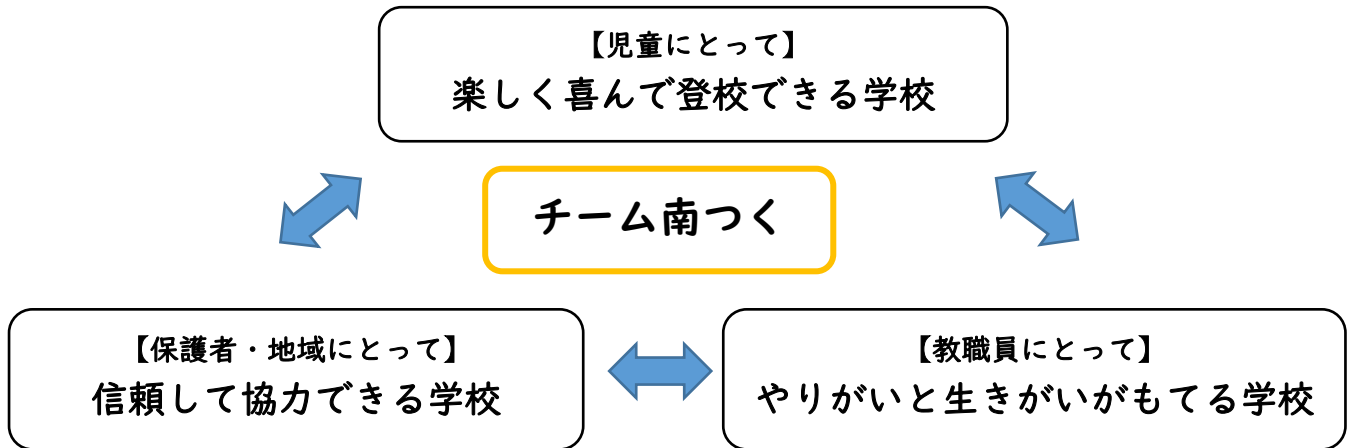 【児童にとって】
楽しく喜んで登校できる学校
チーム南つく
【保護者・地域にとって】
信頼して協力できる学校
【教職員にとって】
やりがいと生きがいがもてる学校